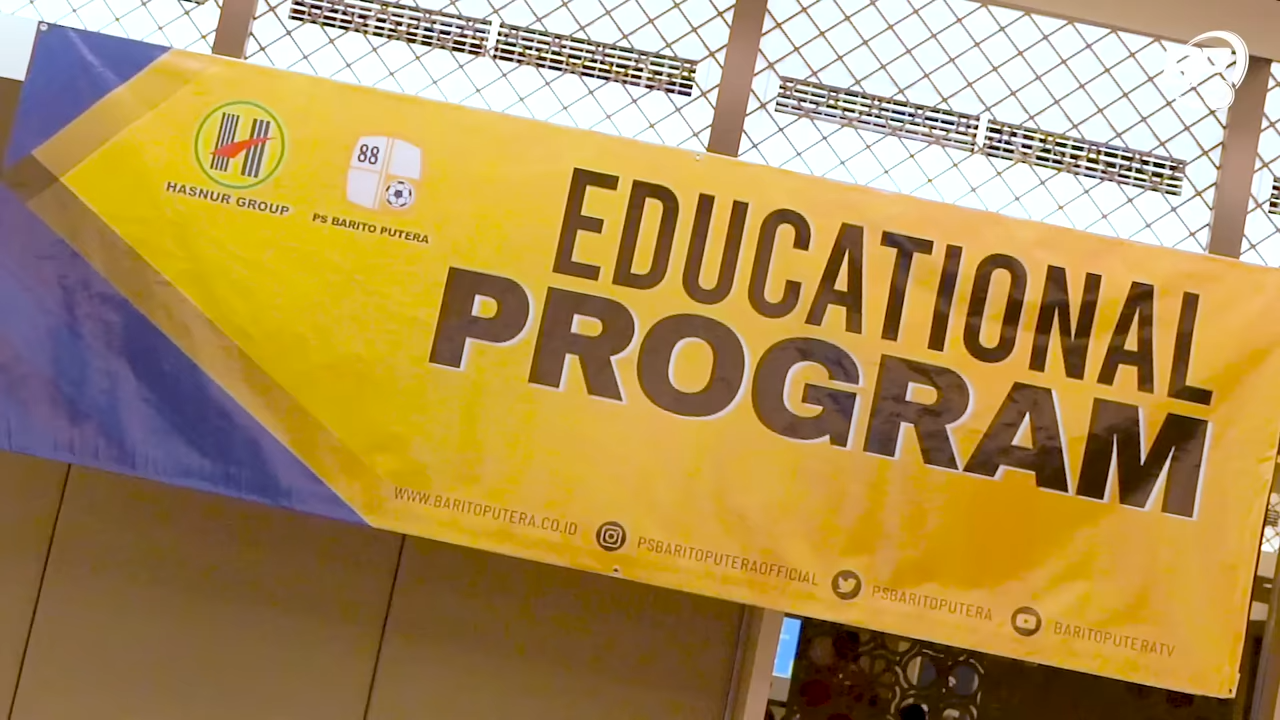 HASNUR GROUP
88
PS BARITO PUTERA
EDUCATIONAL
PROGRAM
WWW.BARITOPUTERA.CO.ID PSBARITOPUTERAOFFICIAL PSBARITOPUTERA BARITOPUTERATV